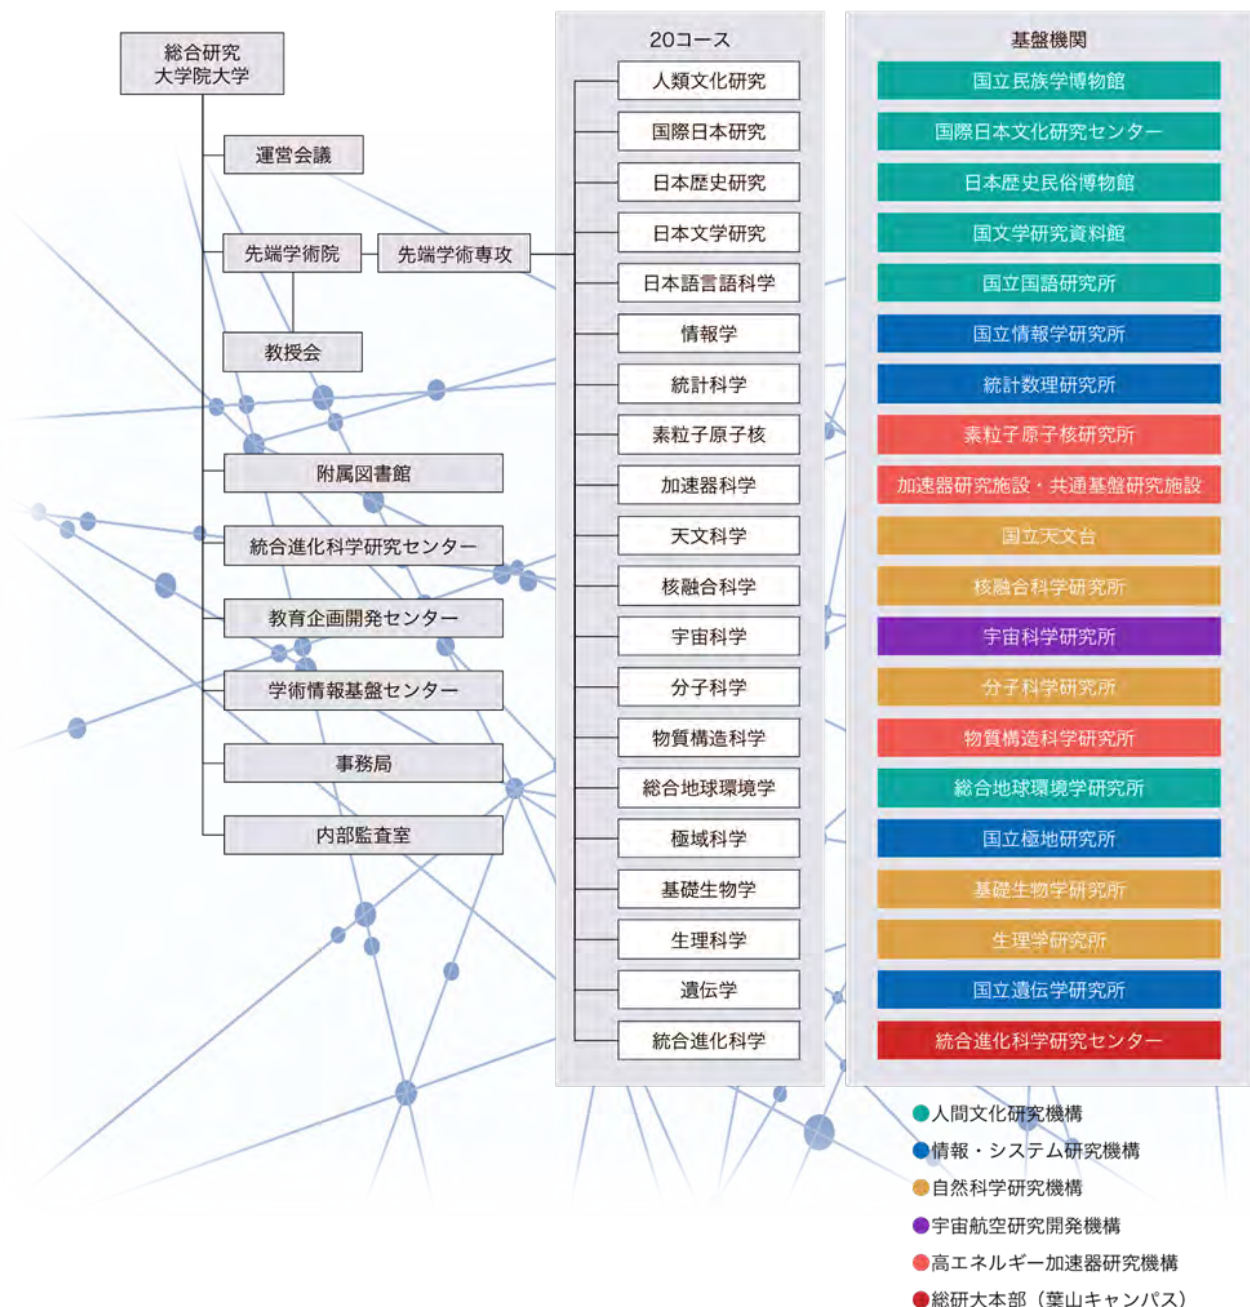 総合研究
大学院大学
運営会議
先端学術院
先端学術専攻
教授会
附属図書館
統合進化科学研究センター
教育企画開発センター
学術情報基盤センター
事務局
内部監査室
20コース
人類文化研究
国際日本研究
日本歴史研究
日本文学研究
日本語言語科学
情報学
統計科学
素粒子原子核
加速器科学
天文科学
核融合科学
宇宙科学
分子科学
物質構造科学
総合地球環境学
極域科学
基礎生物学
生理科学
遺伝学
統合進化科学
基盤機関
国立民族学博物館
国際日本文化研究センター
日本歴史民俗博物館
国文学研究資料館
国立国語研究所
国立情報学研究所
統計数理研究所
素粒子原子核研究所
加速器研究施設・共通基盤研究施設
国立天文台
核融合科学研究所
宇宙科学研究所
分子科学研究所
物質構造科学研究所
総合地球環境学研究所
国立極地研究所
基礎生物学研究所
生理学研究所
国立遺伝学研究所
統合進化科学研究センター
人間文化研究機構
情報・システム研究機構
自然科学研究機構
宇宙航空研究開発機構
高エネルギー加速器研究機構
総研大本部（葉山キャンパス）